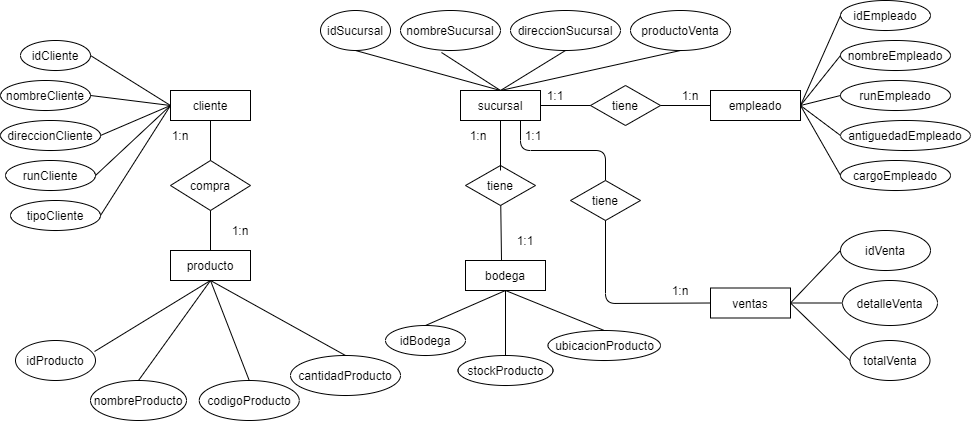 idSucursal
nombreSucursal
direccionSucursal
productoVenta
idEmpleado
nombreEmpleado
runEmpleado
antiguedadEmpleado
cargoEmpleado
idCliente
nombreCliente
direccionCliente
runCliente
tipoCliente
cliente
sucursal
1:1
tiene
1:n
empleado
1:n
compra
1:n
producto
1:n
tiene
1:1
bodega
1:1
tiene
1:n
ventas
idVenta
detalleVenta
totalVenta
idProducto
nombreProducto
codigoProducto
cantidadProducto
idBodega
stockProducto
ubicacionProducto